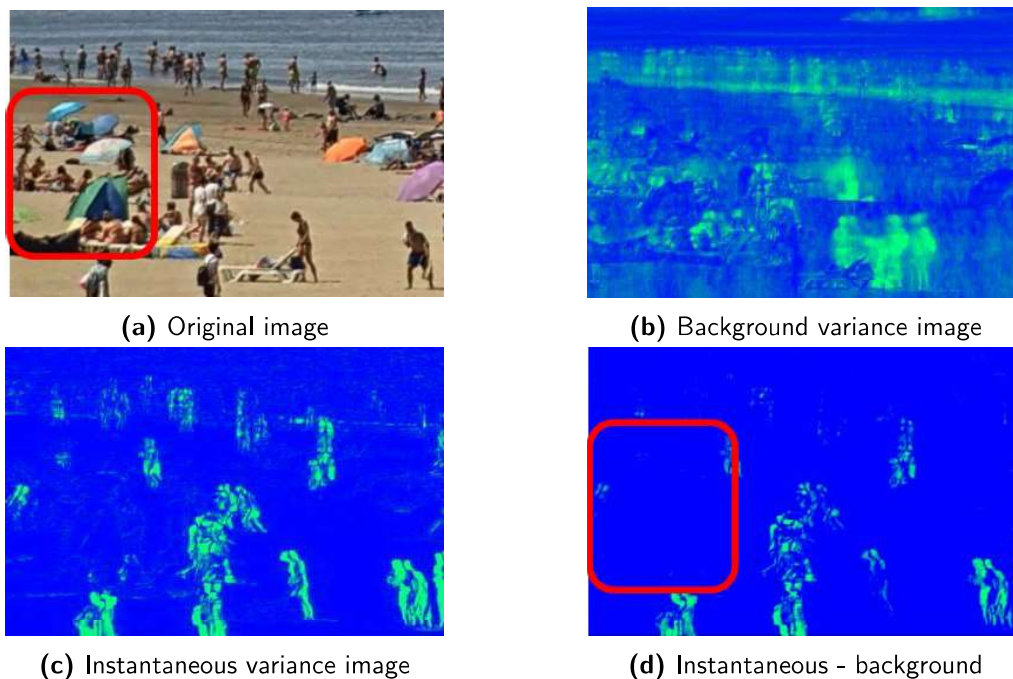 (a) Original image
(b) Background variance image
(c) Instantaneous variance image
(d) Instantaneous - background